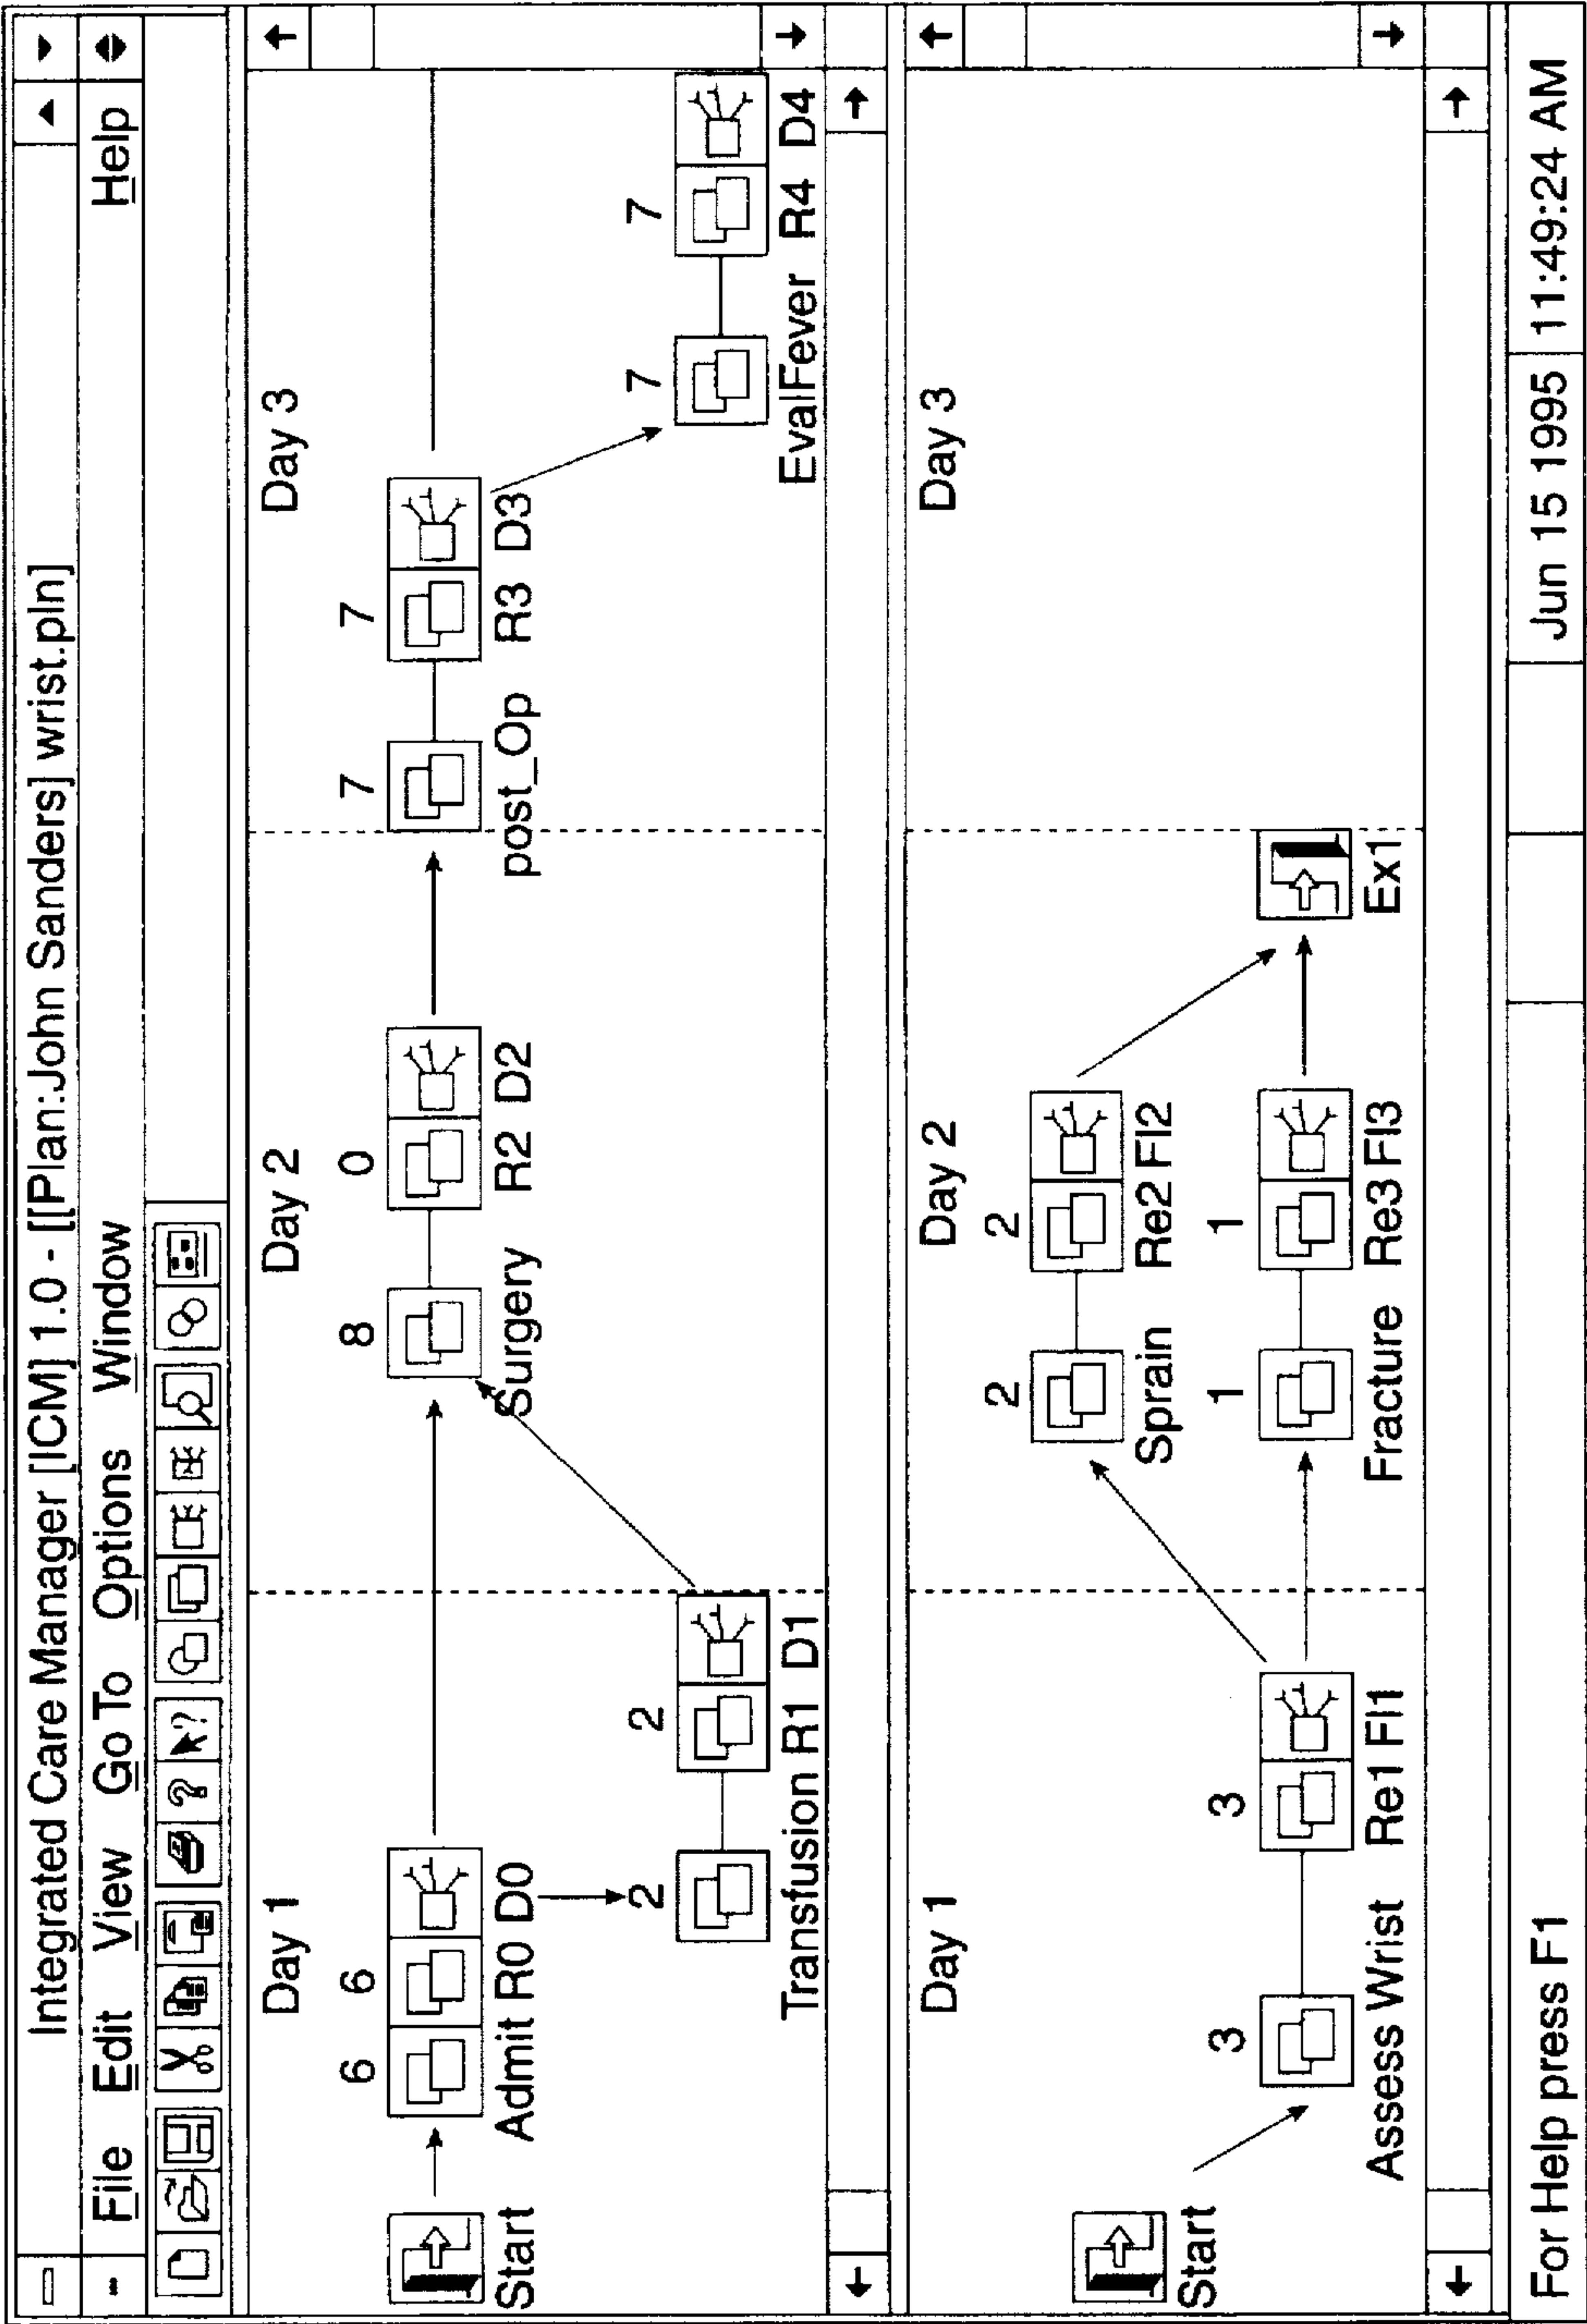 Integrated Care Manager [ICM] 1.0 - [[Plan:John Sanders] wrist.pln]
File Edit View Go To Options Window Help
? ?
Day 1 Day 2 Day 3
6 6 8 0 7 7
Start Admit R0 D0 Surgery R2 D2 post_Op R3 D3
2 2 7 7
Transfusion R1 D1 EvalFever R4 D4
Day 1 Day 2 Day 3
2 2
Start Sprain Re2 Fl2
3 3 1 1
Assess Wrist Re1 Fl1 Fracture Re3 Fl3 Ex1
For Help press F1 Jun 15 1995 11:49:24 AM